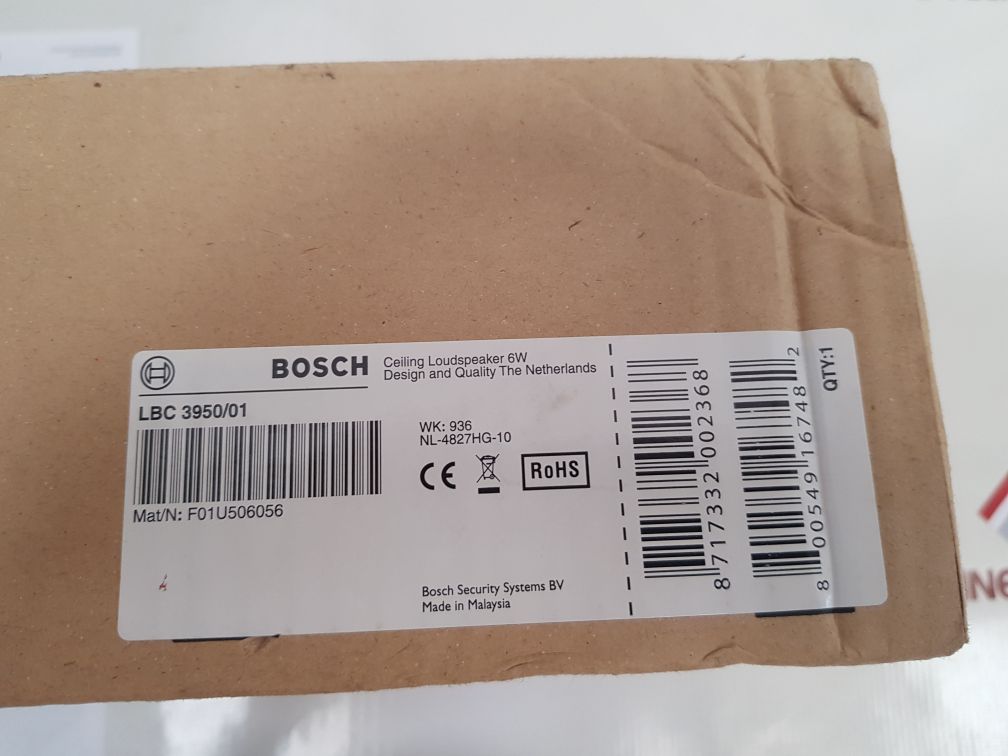 BOSCH
Ceiling Loudspeaker 6W
Design and Quality The Netherlands
LBC 3950/01
WK: 936
NL-4827HG-10
CE
RoHS
Mat/N: F01U506056
Bosch Security Systems BV
Made in Malaysia
8 717332 002368
8 00549 16748 2
QTY:1